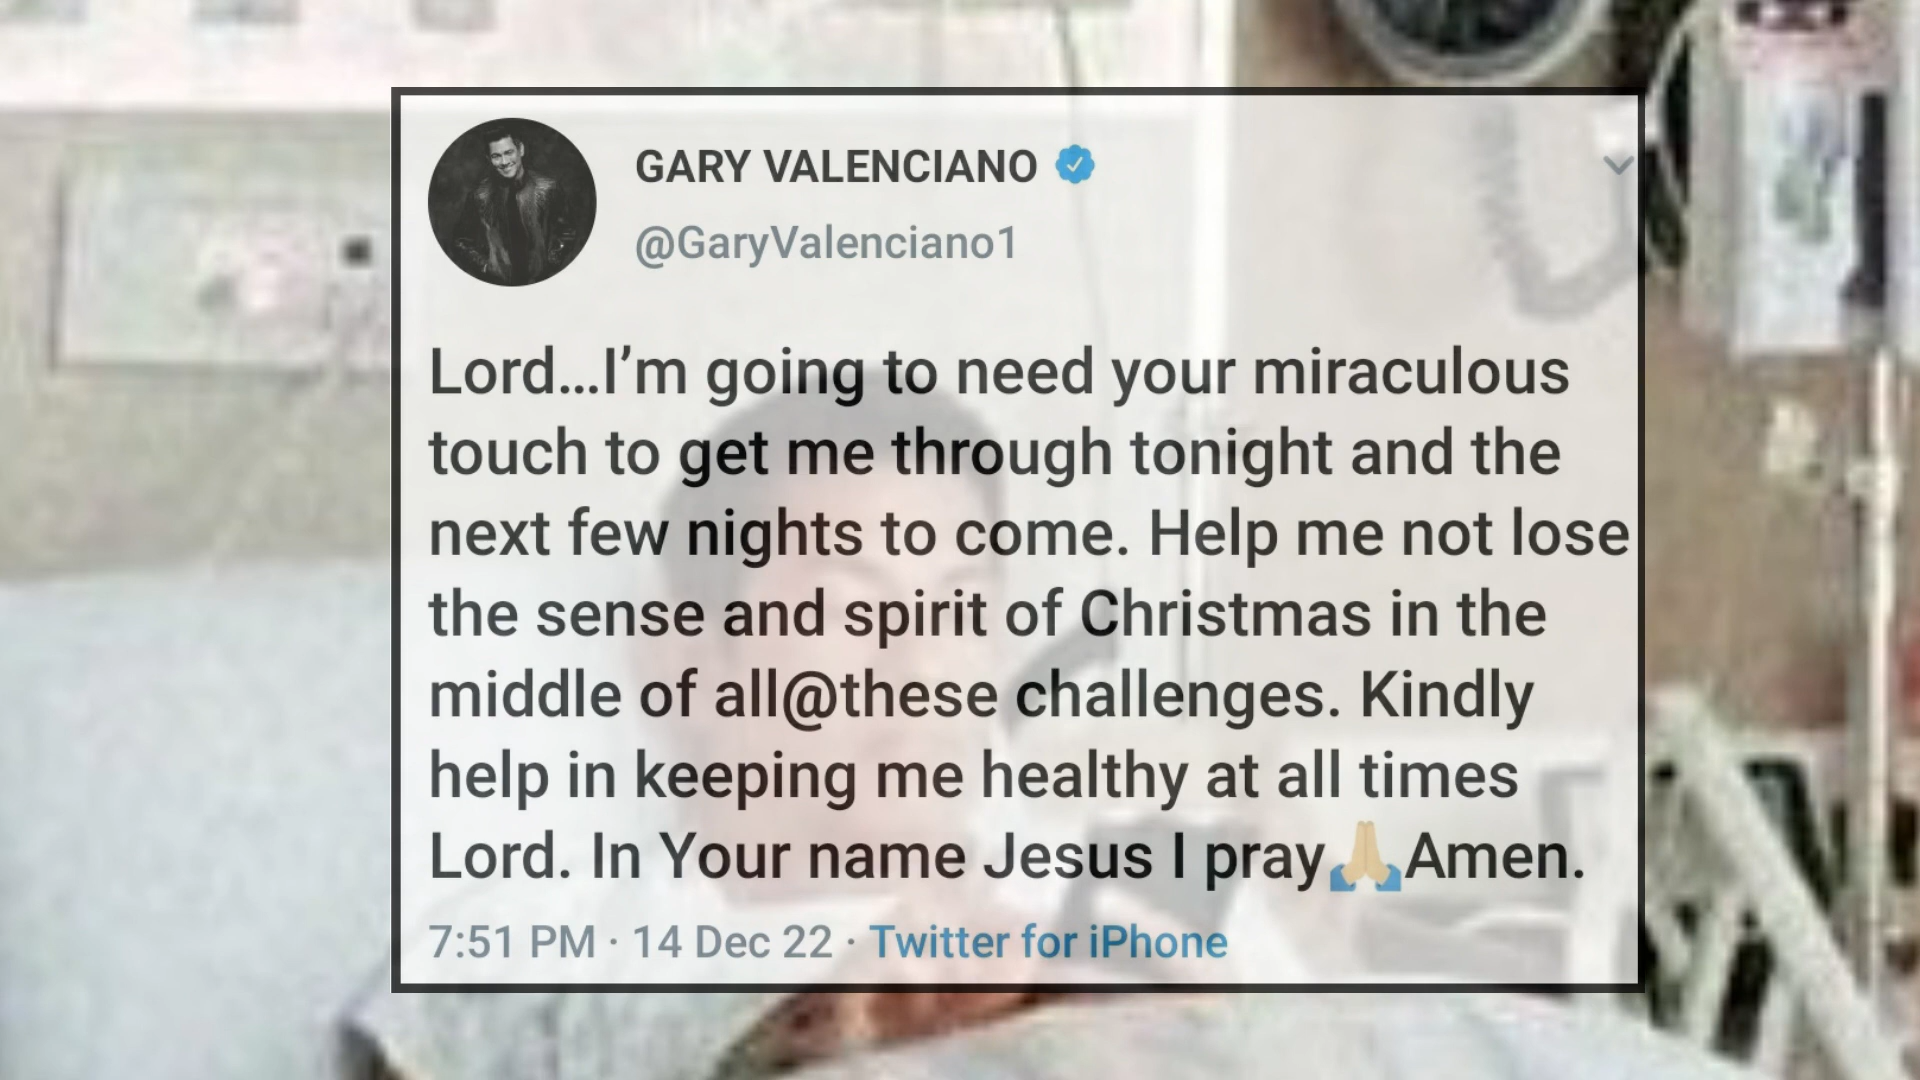 GARY VALENCIANO
@GaryValenciano1
Lord...I’m going to need your miraculous
touch to get me through tonight and the
next few nights to come. Help me not lose
the sense and spirit of Christmas in the
middle of all@these challenges. Kindly
help in keeping me healthy at all times
Lord. In Your name Jesus I pray🙏🏼Amen.
7:51 PM · 14 Dec 22 · Twitter for iPhone